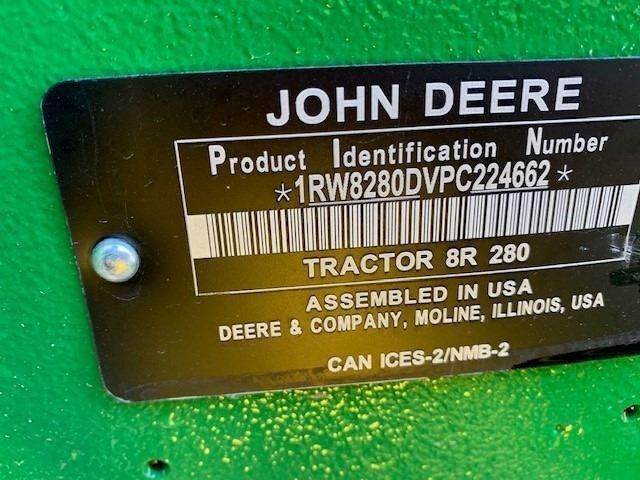 JOHN DEERE
Product Identification Number
*1RW8280DVPC224662*
TRACTOR 8R 280
ASSEMBLED IN USA
DEERE & COMPANY, MOLINE, ILLINOIS, USA
CAN ICES-2/NMB-2